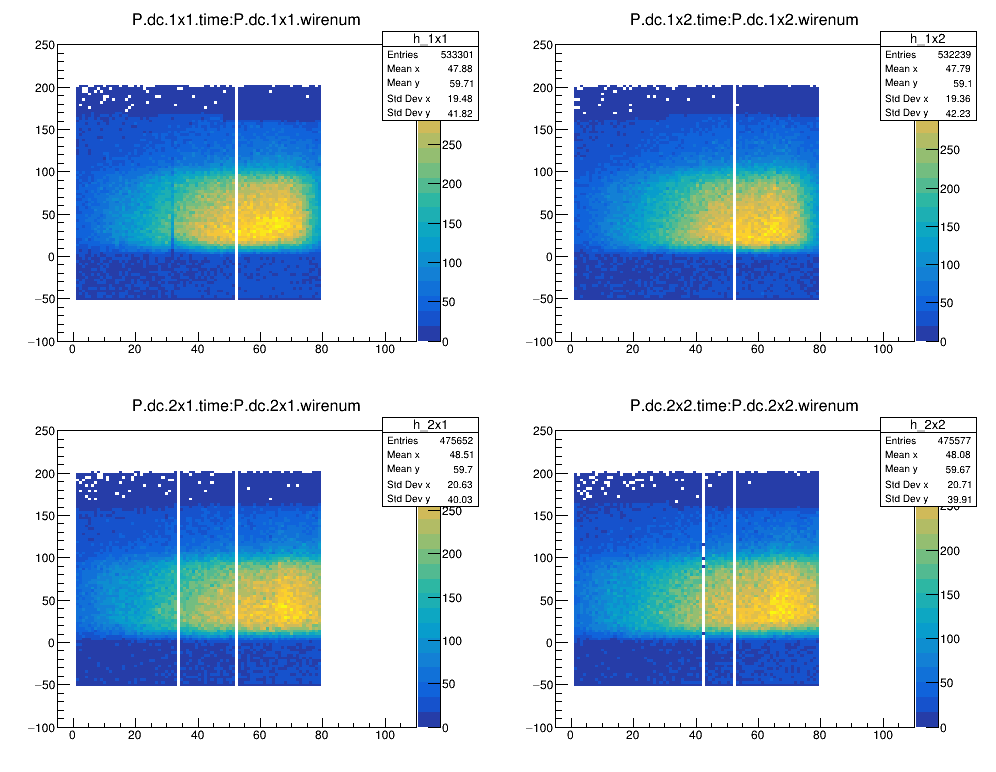 P.dc.1x1.time:P.dc.1x1.wirenum
h_1x1
Entries 533301
Mean x 47.88
Mean y 59.71
Std Dev x 19.48
Std Dev y 41.82
250
200
150
100
50
0
−50
−100
0 20 40 60 80 100
250
200
150
100
50
0
P.dc.1x2.time:P.dc.1x2.wirenum
h_1x2
Entries 532239
Mean x 47.79
Mean y 59.1
Std Dev x 19.36
Std Dev y 42.23
250
200
150
100
50
0
−50
−100
0 20 40 60 80 100
250
200
150
100
50
0
P.dc.2x1.time:P.dc.2x1.wirenum
h_2x1
Entries 475652
Mean x 48.51
Mean y 59.7
Std Dev x 20.63
Std Dev y 40.03
250
200
150
100
50
0
−50
−100
0 20 40 60 80 100
250
200
150
100
50
0
P.dc.2x2.time:P.dc.2x2.wirenum
h_2x2
Entries 475577
Mean x 48.08
Mean y 59.67
Std Dev x 20.71
Std Dev y 39.91
250
200
150
100
50
0
−50
−100
0 20 40 60 80 100
250
200
150
100
50
0